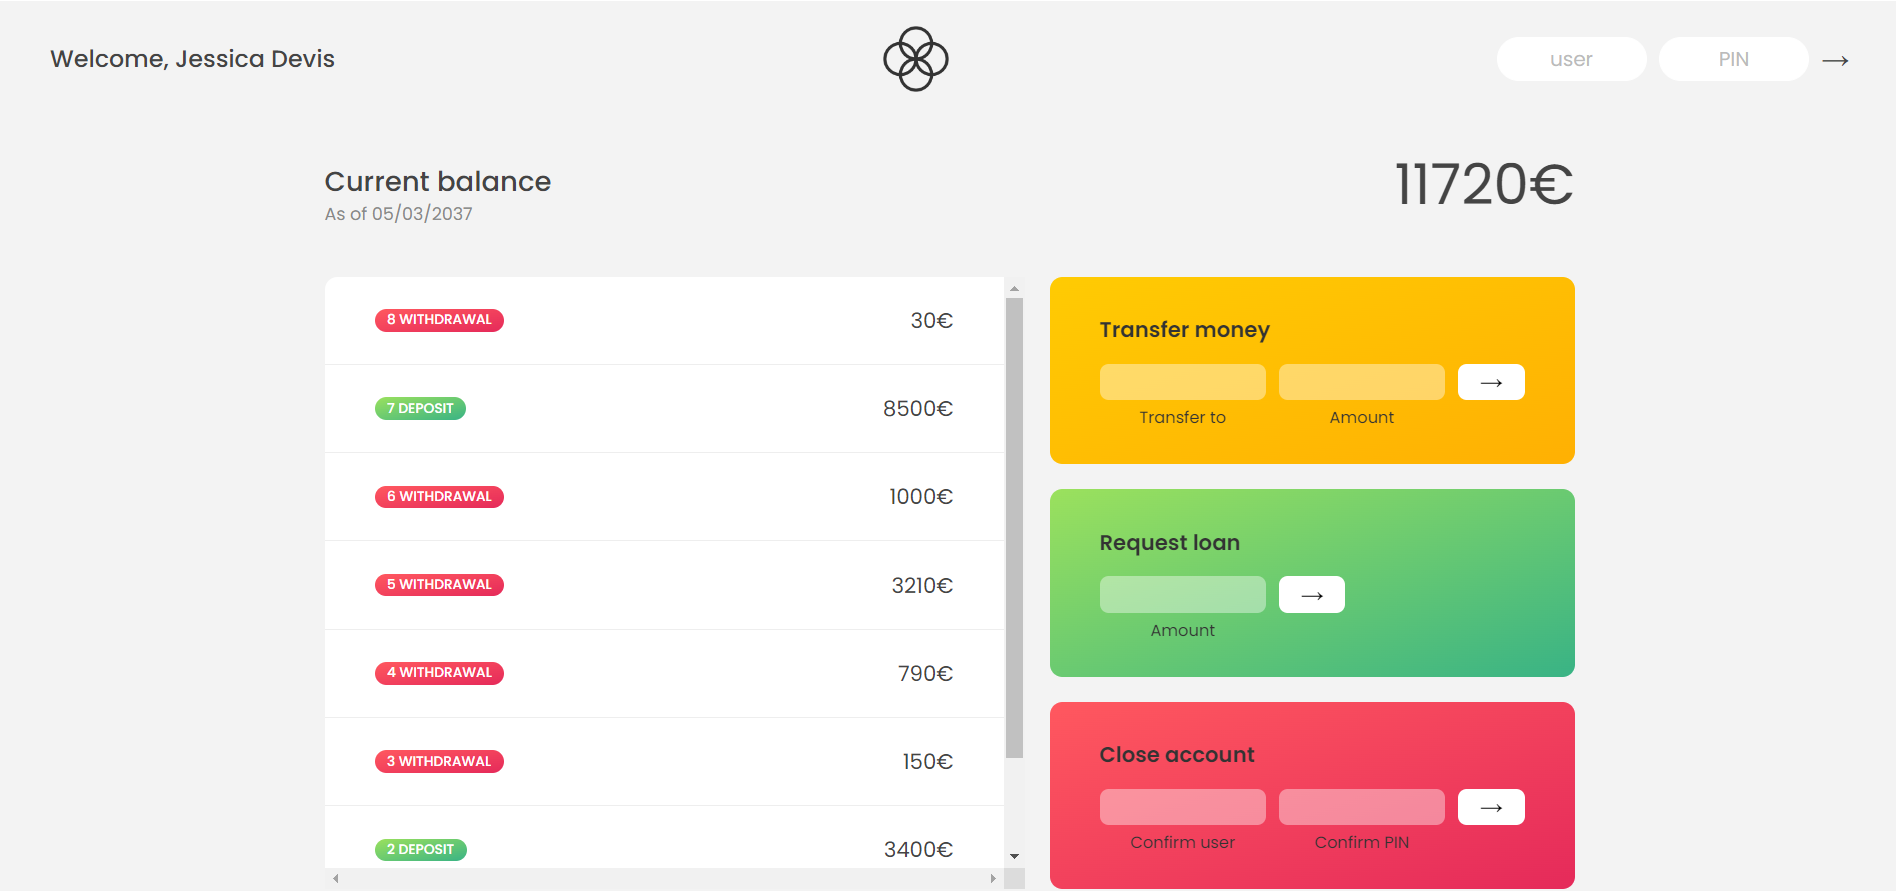 Welcome, Jessica Devis
user
PIN
→
Current balance
As of 05/03/2037
11720€
8 WITHDRAWAL 30€
7 DEPOSIT 8500€
6 WITHDRAWAL 1000€
5 WITHDRAWAL 3210€
4 WITHDRAWAL 790€
3 WITHDRAWAL 150€
2 DEPOSIT 3400€
Transfer money
→
Transfer to
Amount
Request loan
→
Amount
Close account
→
Confirm user
Confirm PIN